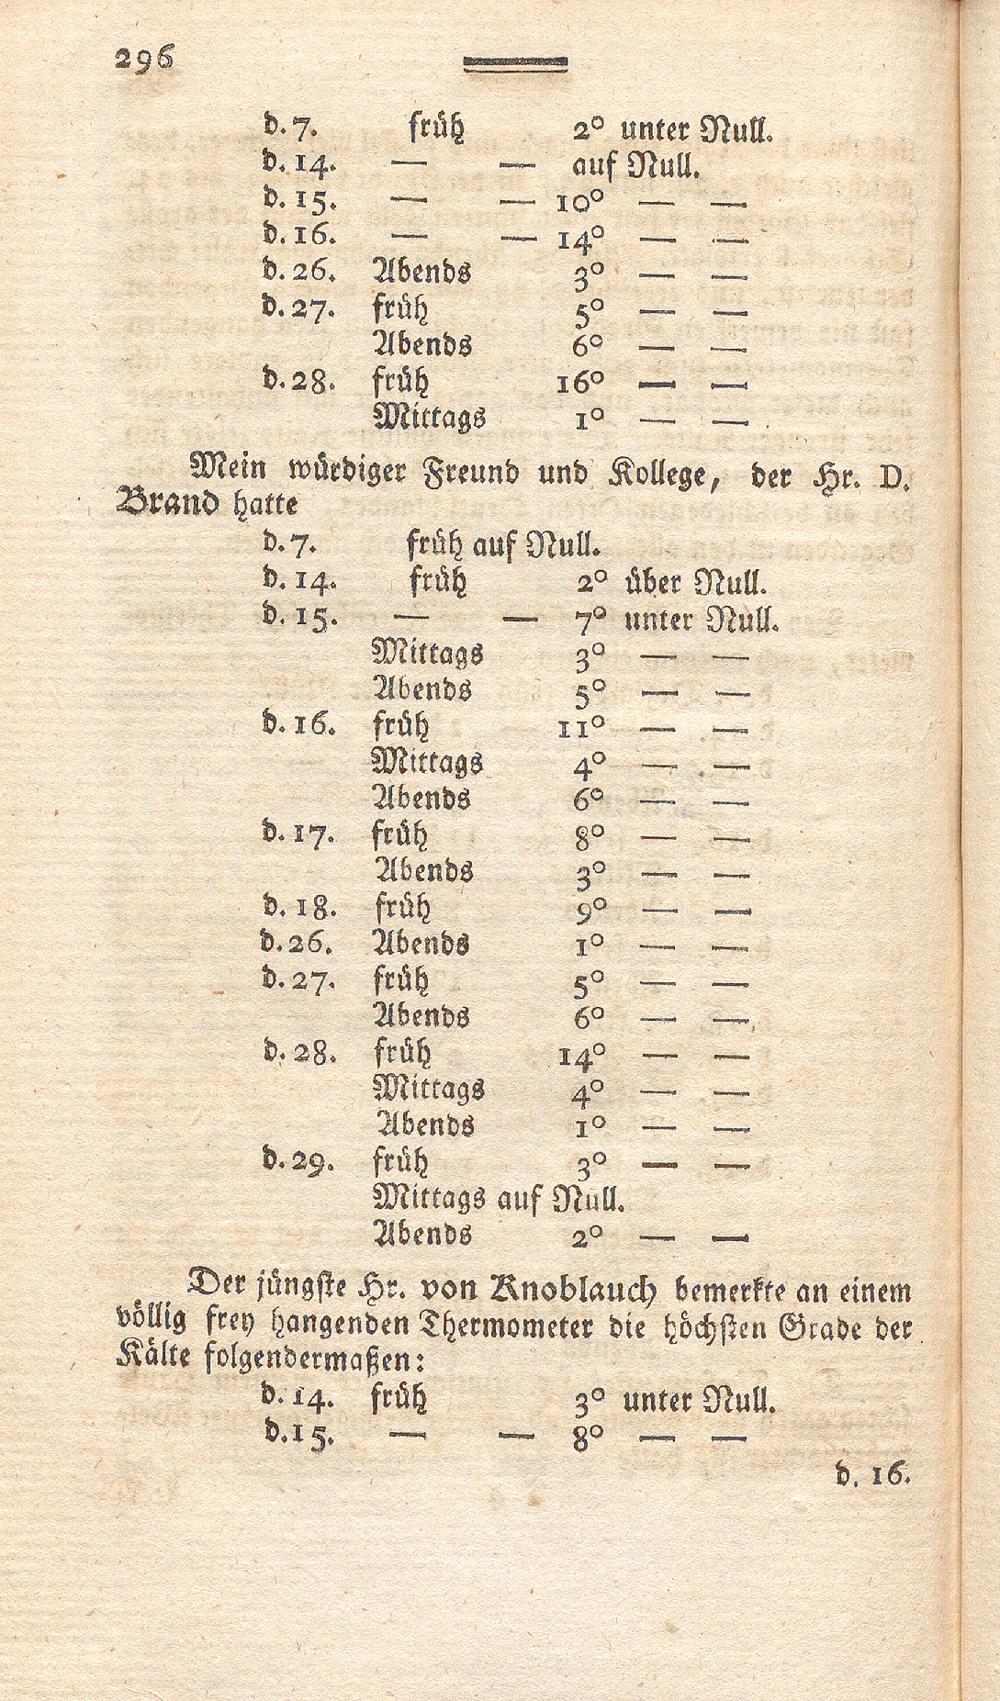 296
d. 7. früh 2° unter Null.
d. 14. — — auf Null.
d. 15. — — 10° — —
d. 16. — — 14° — —
d. 26. Abends 3° — —
d. 27. früh 5° — —
Abends 6° — —
d. 28. früh 16° — —
Mittags 1° — —
Mein würdiger Freund und Kollege, der Hr. D.
Brand hatte
d. 7. früh auf Null.
d. 14. früh 2° über Null.
d. 15. — — 7° unter Null.
Mittags 3° — —
Abends 5° — —
d. 16. früh 11° — —
Mittags 4° — —
Abends 6° — —
d. 17. früh 8° — —
Abends 3° — —
d. 18. früh 9° — —
d. 26. Abends 1° — —
d. 27. früh 5° — —
Abends 6° — —
d. 28. früh 14° — —
Mittags 4° — —
Abends 1° — —
d. 29. früh 3° — —
Mittags auf Null.
Abends 2° — —
Der jüngste Hr. von Knoblauch bemerkte an einem
völlig frey hangenden Thermometer die höchsten Grade der
Kälte folgendermaßen:
d. 14. früh 3° unter Null.
d. 15. — — 8° — —
d. 16.